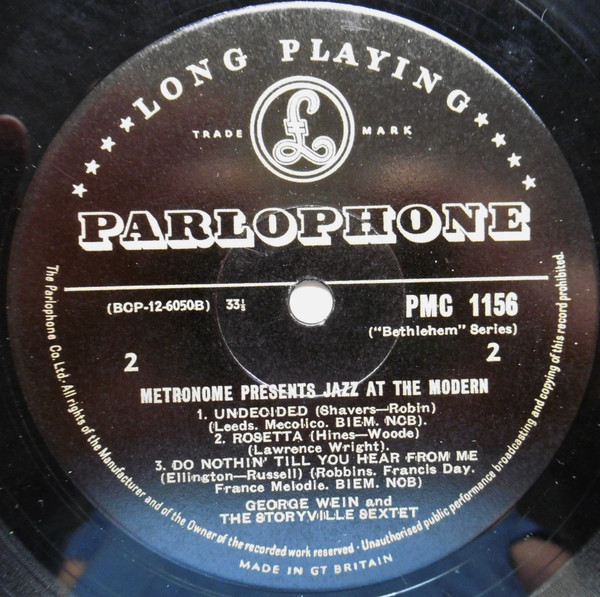 LONG PLAYING
TRADE MARK
£
PARLOPHONE
(BCP-12-6050B) 33⅓
PMC 1156
("Bethlehem" Series)
2 2
METRONOME PRESENTS JAZZ AT THE MODERN
1. UNDECIDED (Shavers—Robin)
(Leeds. Mecolico. BIEM. NCB).
2. ROSETTA (Hines—Woode)
(Lawrence Wright).
3. DO NOTHIN' TILL YOU HEAR FROM ME
(Ellington—Russell) (Robbins. Francis Day.
France Melodie. BIEM. NCB)
GEORGE WEIN and
THE STORYVILLE SEXTET
The Parlophone Co. Ltd. All rights of the Manufacturer and of the Owner of the recorded work reserved · Unauthorised public performance broadcasting and copying of this record prohibited.
MADE IN GT BRITAIN